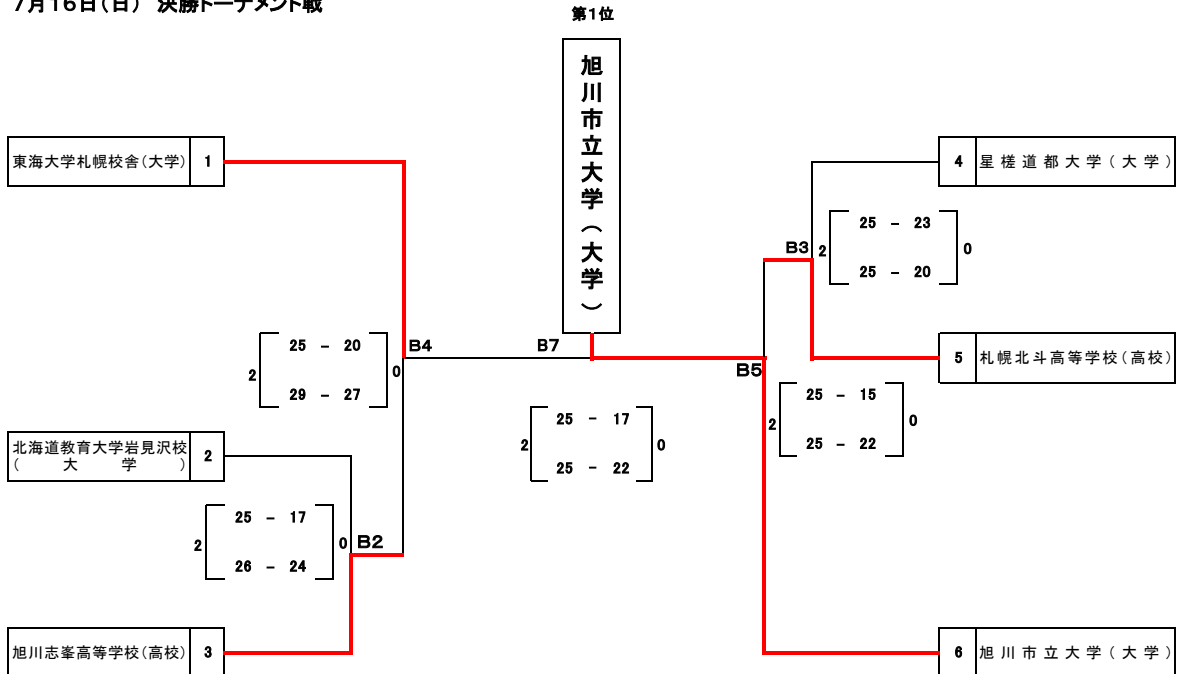 7月16日(日) 決勝トーナメント戦
第1位
旭川市立大学(大学)
東海大学札幌校舎(大学) 1
4 星槎道都大学(大学)
25 - 23
B3 2 0
25 - 20
25 - 20
B4
B7
2 0
29 - 27
5 札幌北斗高等学校(高校)
B5
25 - 15
2 0
25 - 22
25 - 17
2 0
25 - 22
北海道教育大学岩見沢校
(大学) 2
25 - 17
2 0 B2
26 - 24
旭川志峯高等学校(高校) 3
6 旭川市立大学(大学)